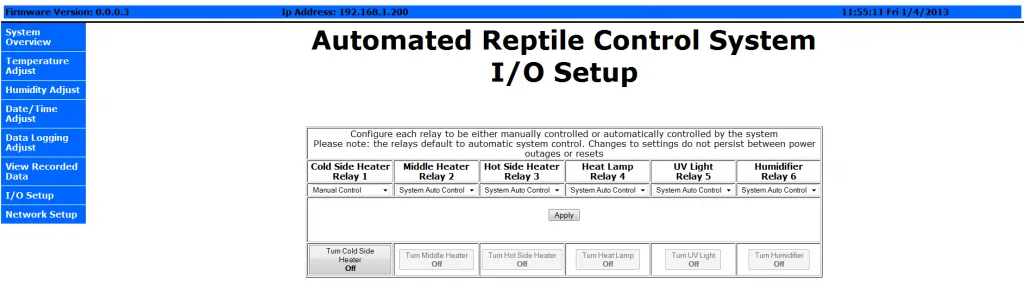 Firmware Version: 0.0.0.3 Ip Address: 192.168.1.200 11:55:11 Fri 1/4/2013
System
Overview
Temperature
Adjust
Humidity Adjust
Date/Time
Adjust
Data Logging
Adjust
View Recorded
Data
I/O Setup
Network Setup
Automated Reptile Control System
I/O Setup
Configure each relay to be either manually controlled or automatically controlled by the system
Please note: the relays default to automatic system control. Changes to settings do not persist between power
outages or resets
Cold Side Heater Middle Heater Hot Side Heater Heat Lamp UV Light Humidifier
Relay 1 Relay 2 Relay 3 Relay 4 Relay 5 Relay 6
Manual Control System Auto Control System Auto Control System Auto Control System Auto Control System Auto Control
Apply
Turn Cold Side
Heater
Off
Turn Middle Heater
Off
Turn Hot Side Heater
Off
Turn Heat Lamp
Off
Turn UV Light
Off
Turn Humidifier
Off